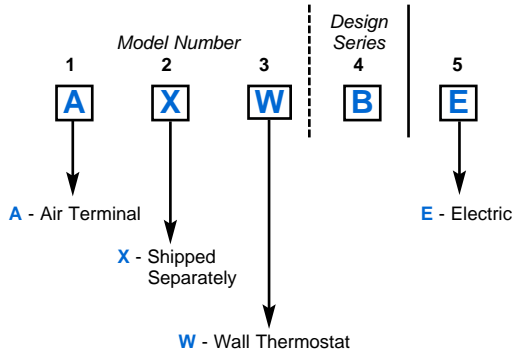 Model Number
Design
Series
1 2 3 4 5
A X W B E
A - Air Terminal
E - Electric
X - Shipped
Separately
W - Wall Thermostat